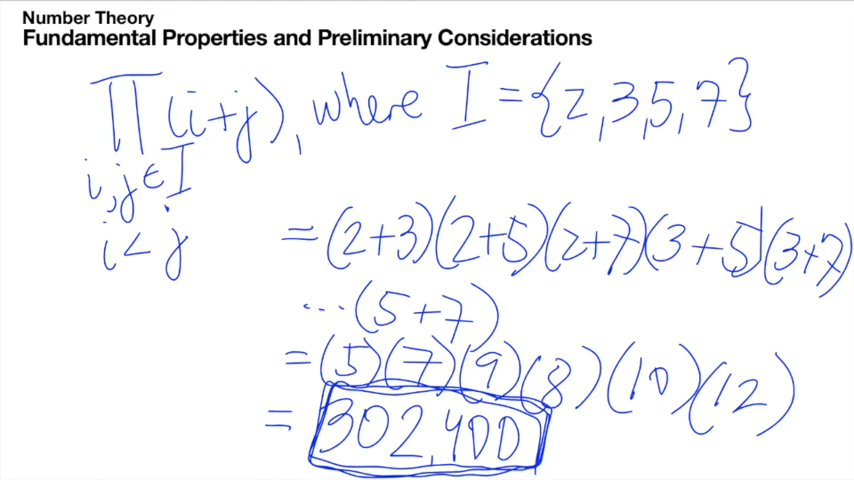 Number Theory
Fundamental Properties and Preliminary Considerations
∏(i+j), where I = {2,3,5,7}
i,j ∈ I
i < j
= (2+3)(2+5)(2+7)(3+5)(3+7)
...(5+7)
= (5)(7)(9)(8)(10)(12)
= 302,400